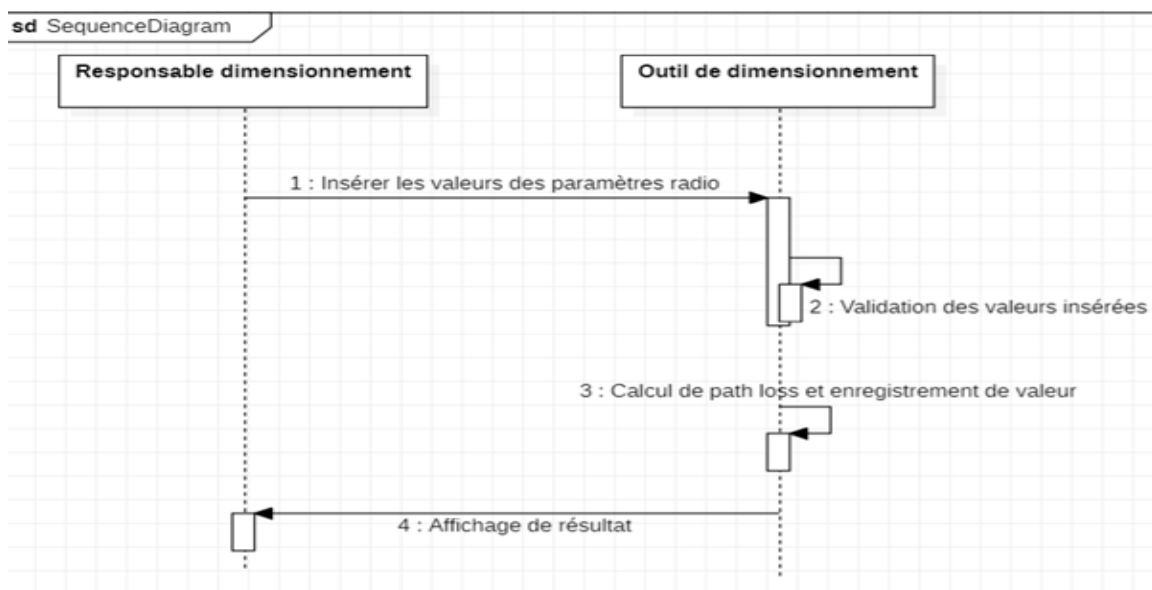 sd SequenceDiagram
Responsable dimensionnement
Outil de dimensionnement
1 : Insérer les valeurs des paramètres radio
2 : Validation des valeurs insérées
3 : Calcul de path loss et enregistrement de valeur
4 : Affichage de résultat